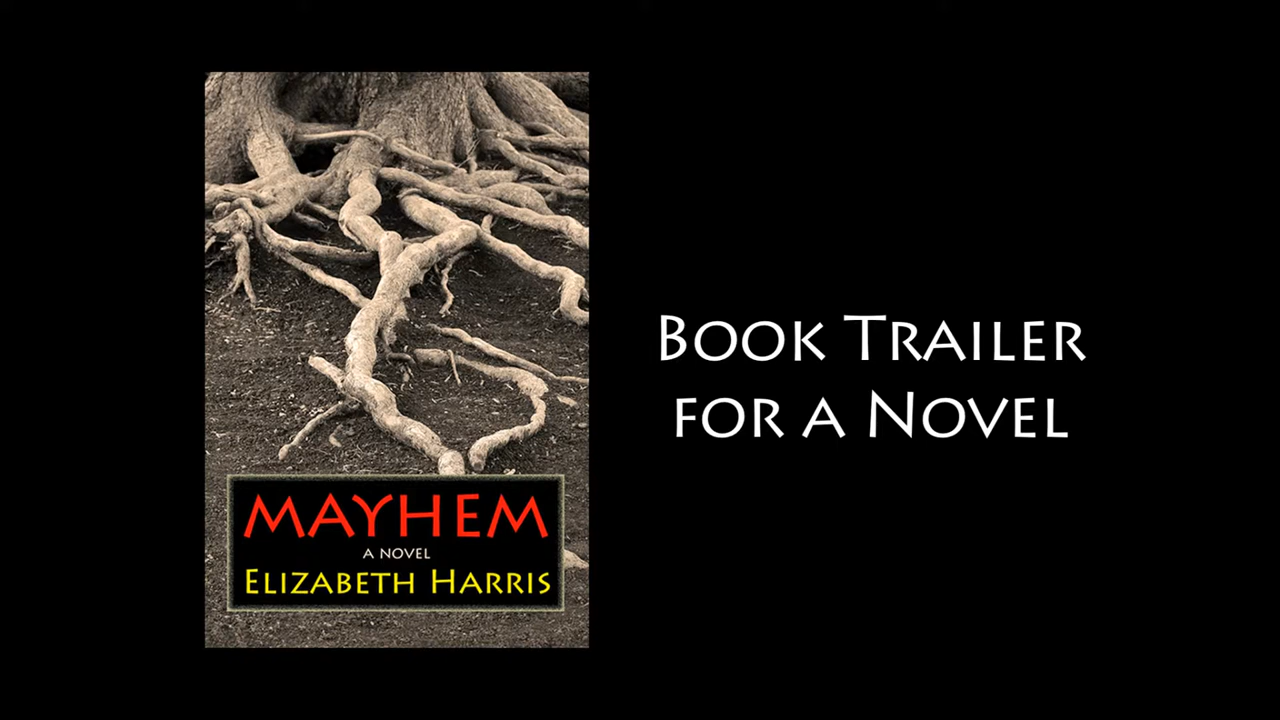 MAYHEM
A NOVEL
ELIZABETH HARRIS
BOOK TRAILER
FOR A NOVEL